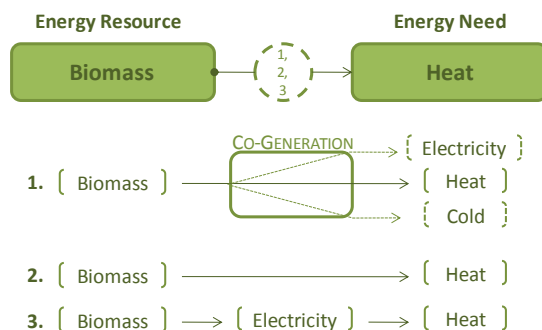 Energy Resource Energy Need
Biomass 1, 2, 3 Heat
CO-GENERATION
Electricity
1. Biomass Heat
Cold
2. Biomass Heat
3. Biomass Electricity Heat